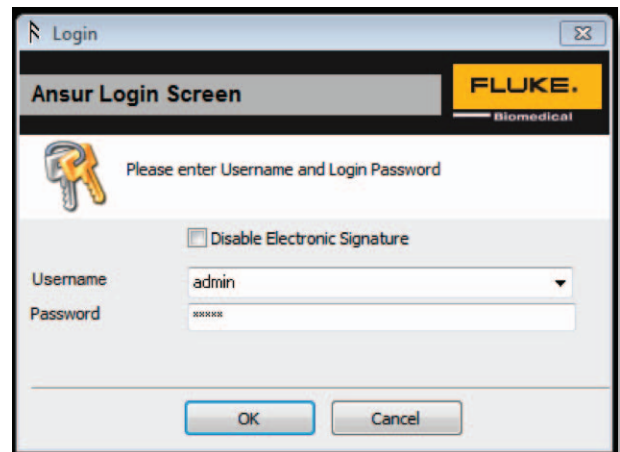 Login
Ansur Login Screen
FLUKE.
Biomedical
Please enter Username and Login Password
Disable Electronic Signature
Username
admin
Password
*****
OK
Cancel